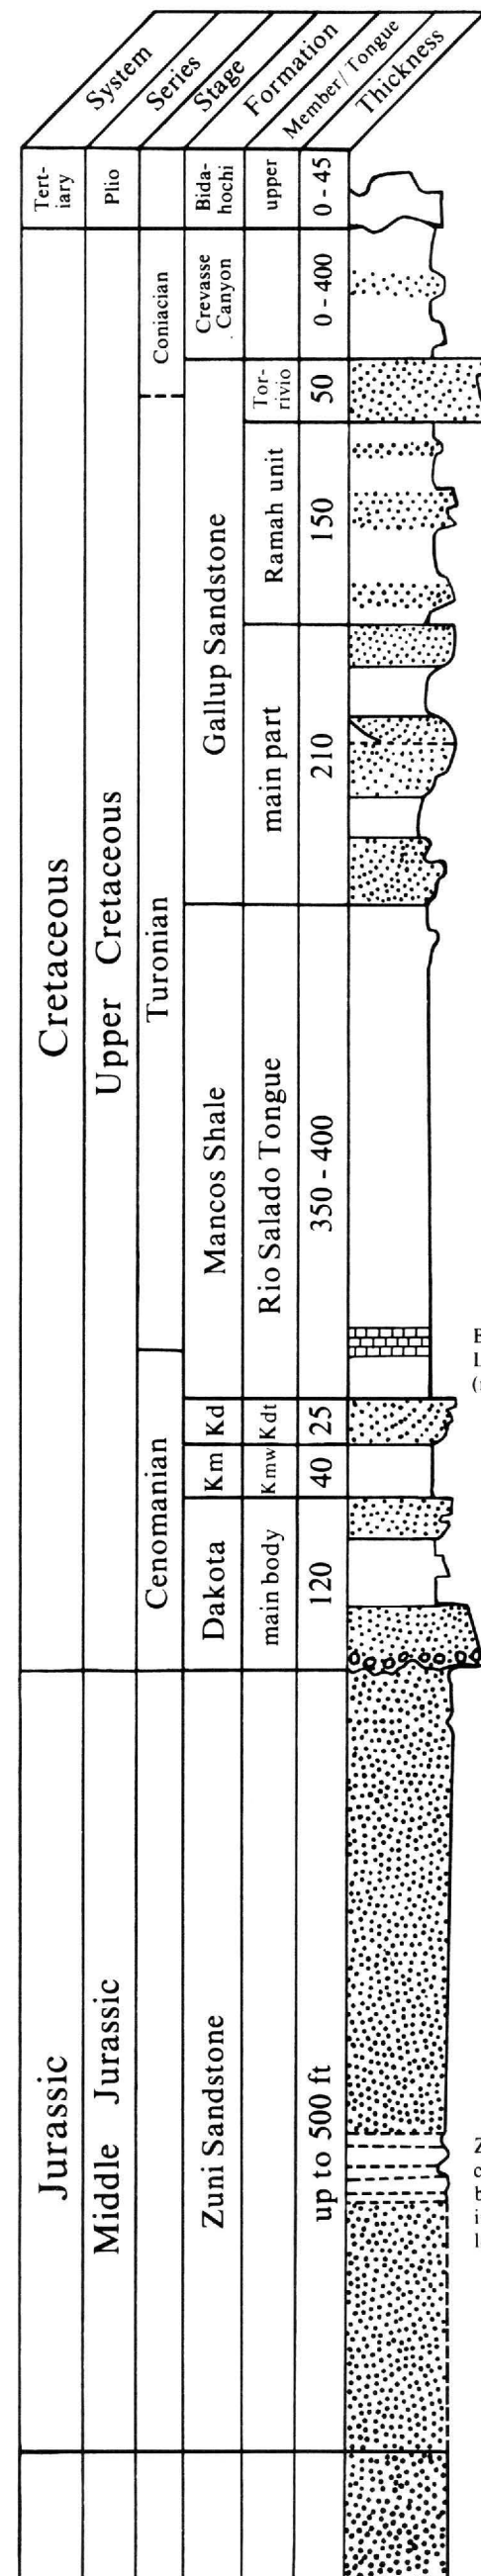 System
Series
Stage
Formation
Member/Tongue
Thickness
Tert-
iary
Plio
Bida-
hochi
upper
0 - 45
Cretaceous
Upper Cretaceous
Coniacian
Crevasse
Canyon
0 - 400
Turonian
Gallup Sandstone
Tor-
rivio
50
Ramah unit
150
main part
210
Mancos Shale
Rio Salado Tongue
350 - 400
Cenomanian
Kd
Kdt
25
Km
Kmw
40
Dakota
main body
120
Jurassic
Middle Jurassic
Zuni Sandstone
up to 500 ft